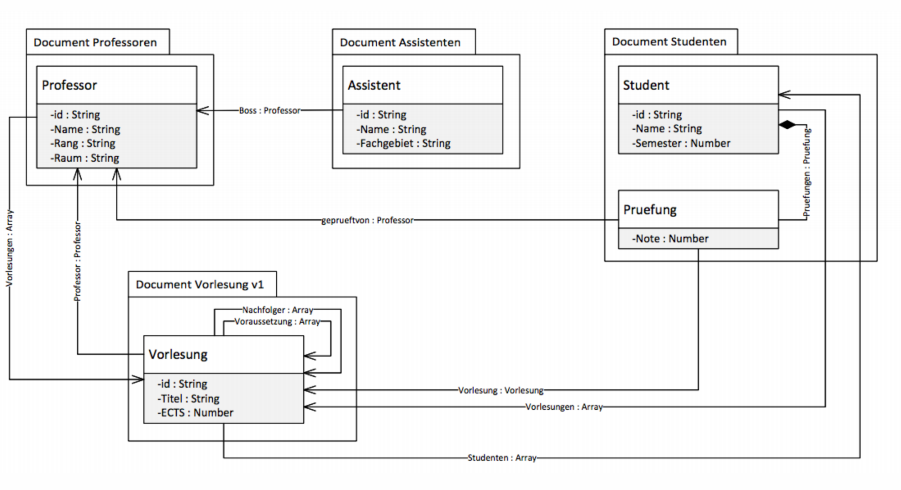 Document Professoren
Professor
-id : String
-Name : String
-Rang : String
-Raum : String
Boss : Professor
Document Assistenten
Assistent
-id : String
-Name : String
-Fachgebiet : String
Document Studenten
Student
-id : String
-Name : String
-Semester : Number
Pruefungen : Pruefung
Pruefung
-Note : Number
geprueftvon : Professor
Vorlesungen : Array
Professor : Professor
Document Vorlesung v1
Nachfolger : Array
Voraussetzung : Array
Vorlesung
-id : String
-Titel : String
-ECTS : Number
Vorlesung : Vorlesung
Vorlesungen : Array
Studenten : Array